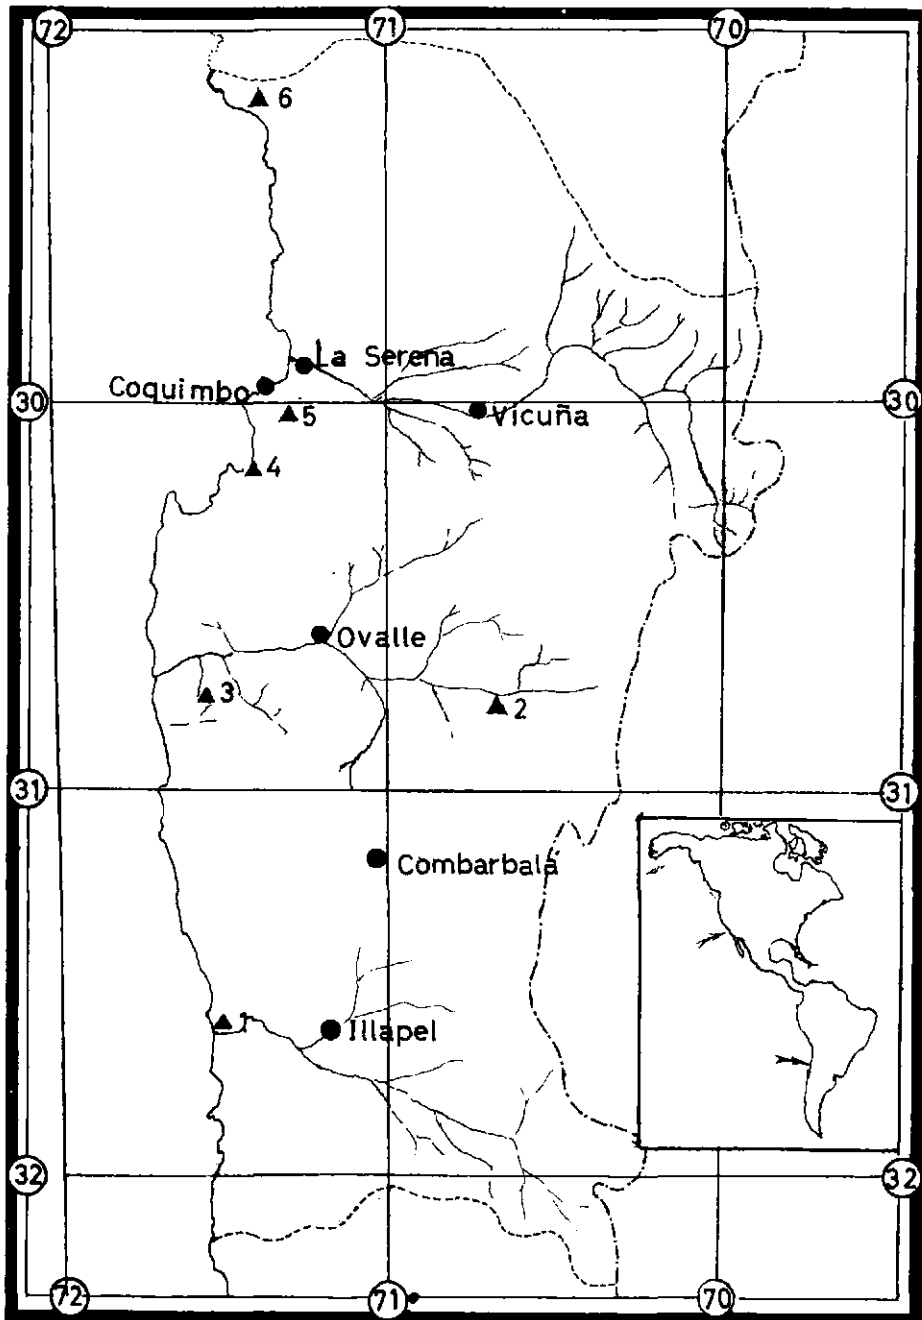 72 71 70
6
La Serena
Coquimbo
30 5 Vicuña 30
4
Ovalle
3 2
31 31
Combarbalá
Illapel
32 32
72 71 70